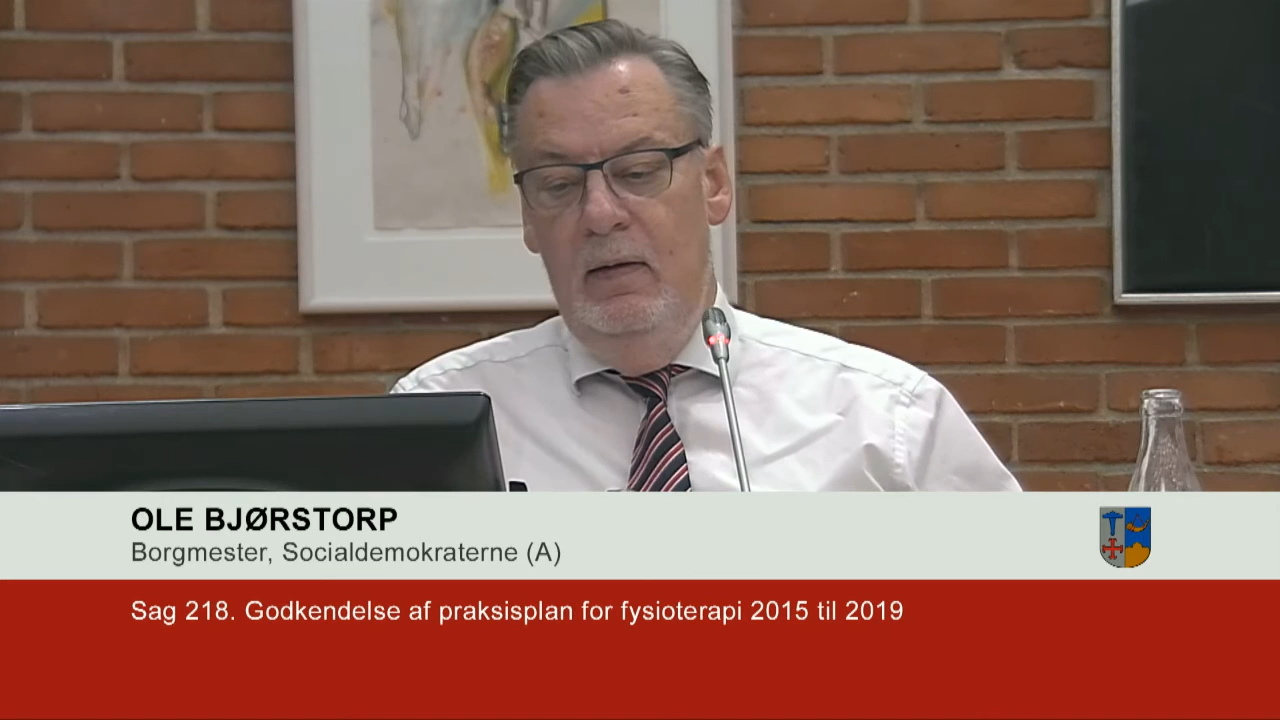 OLE BJØRSTORP
Borgmester, Socialdemokraterne (A)
Sag 218. Godkendelse af praksisplan for fysioterapi 2015 til 2019